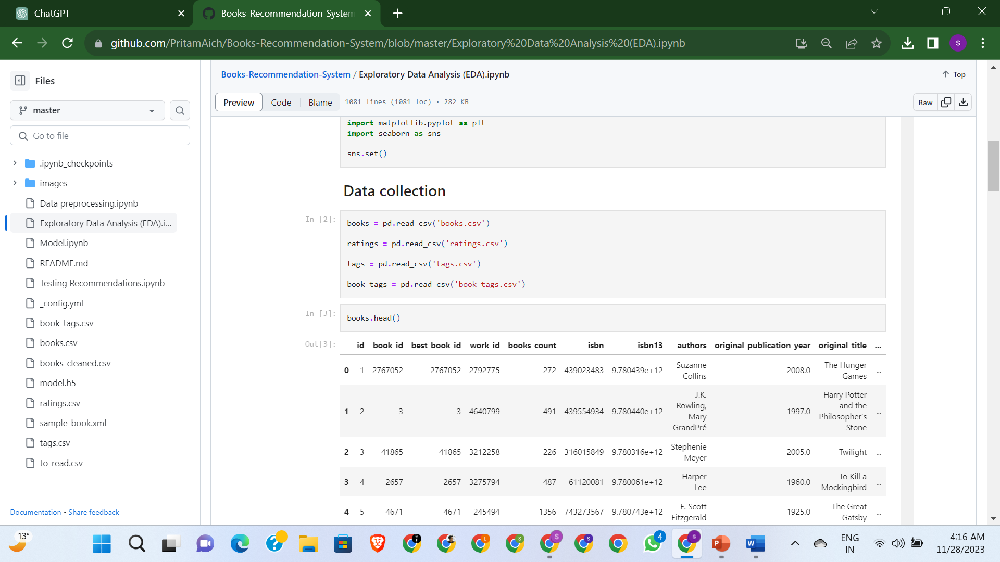 ChatGPT
Books-Recommendation-System
github.com/PritamAich/Books-Recommendation-System/blob/master/Exploratory%20Data%20Analysis%20(EDA).ipynb
S
Files
master
Go to file
.ipynb_checkpoints
images
Data preprocessing.ipynb
Exploratory Data Analysis (EDA).i...
Model.ipynb
README.md
Testing Recommendations.ipynb
_config.yml
book_tags.csv
books.csv
books_cleaned.csv
model.h5
ratings.csv
sample_book.xml
tags.csv
to_read.csv
Documentation • Share feedback
Books-Recommendation-System / Exploratory Data Analysis (EDA).ipynb
Top
Preview Code Blame 1081 lines (1081 loc) · 282 KB
Raw
import matplotlib.pyplot as plt
import seaborn as sns
sns.set()
Data collection
In [2]:
books = pd.read_csv('books.csv')
ratings = pd.read_csv('ratings.csv')
tags = pd.read_csv('tags.csv')
book_tags = pd.read_csv('book_tags.csv')
In [3]:
books.head()
Out[3]:
id book_id best_book_id work_id books_count isbn isbn13 authors original_publication_year original_title ...
0 1 2767052 2767052 2792775 272 439023483 9.780439e+12 Suzanne Collins 2008.0 The Hunger Games ...
1 2 3 3 4640799 491 439554934 9.780440e+12 J.K. Rowling, Mary GrandPré 1997.0 Harry Potter and the Philosopher's Stone ...
2 3 41865 41865 3212258 226 316015849 9.780316e+12 Stephenie Meyer 2005.0 Twilight ...
3 4 2657 2657 3275794 487 61120081 9.780061e+12 Harper Lee 1960.0 To Kill a Mockingbird ...
4 5 4671 4671 245494 1356 743273567 9.780743e+12 F. Scott Fitzgerald 1925.0 The Great Gatsby ...
13°
L
S
S
S
4
S
P
W
ENG
IN
4:16 AM
11/28/2023